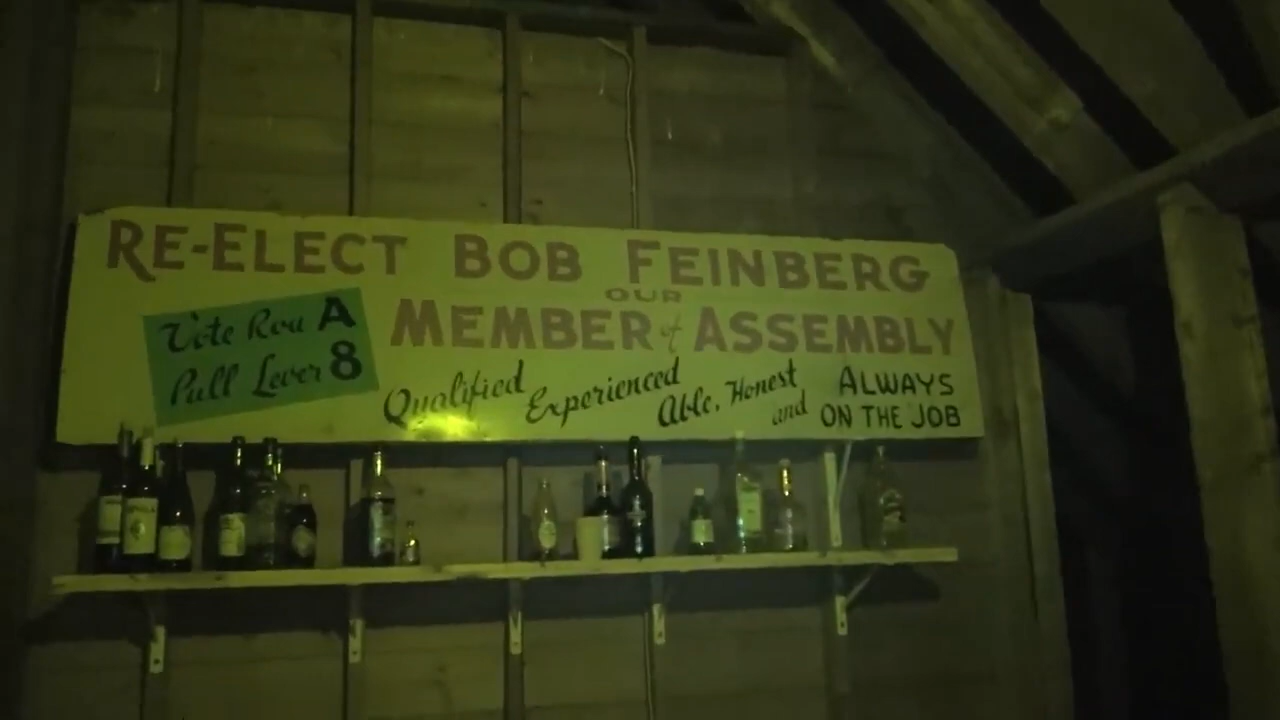 RE-ELECT BOB FEINBERG
OUR
MEMBER of ASSEMBLY
Vote Row A
Pull Lever 8
Qualified Experienced Able, Honest and ALWAYS
ON THE JOB